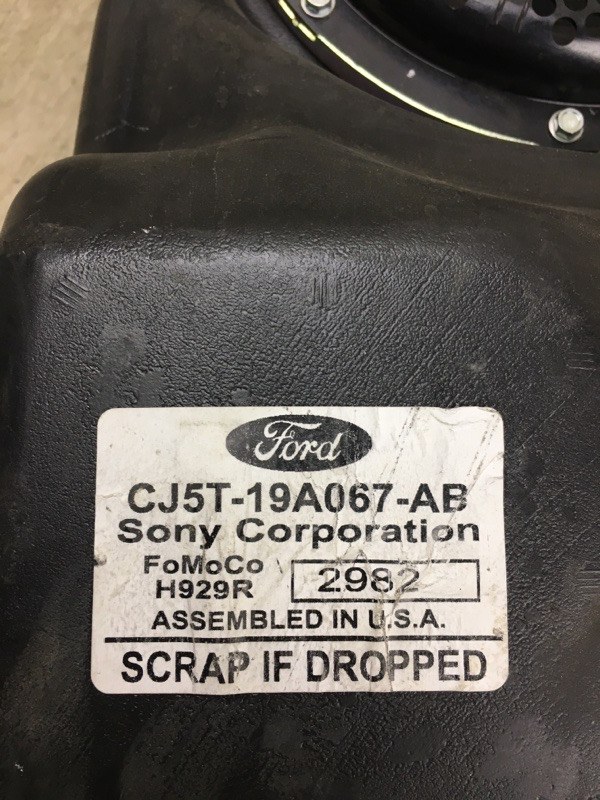 Ford
CJ5T-19A067-AB
Sony Corporation
FoMoCo
H929R 2982
ASSEMBLED IN U.S.A.
SCRAP IF DROPPED